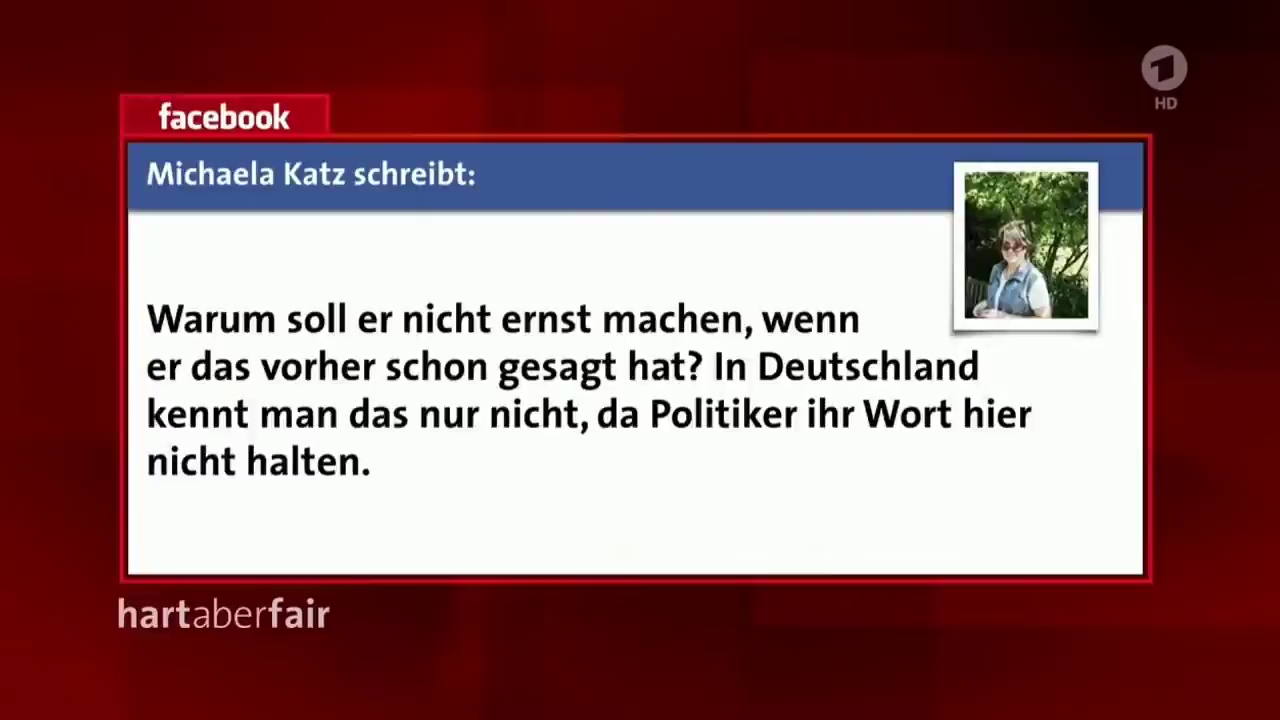 HD
facebook
Michaela Katz schreibt:
Warum soll er nicht ernst machen, wenn
er das vorher schon gesagt hat? In Deutschland
kennt man das nur nicht, da Politiker ihr Wort hier
nicht halten.
hartaberfair